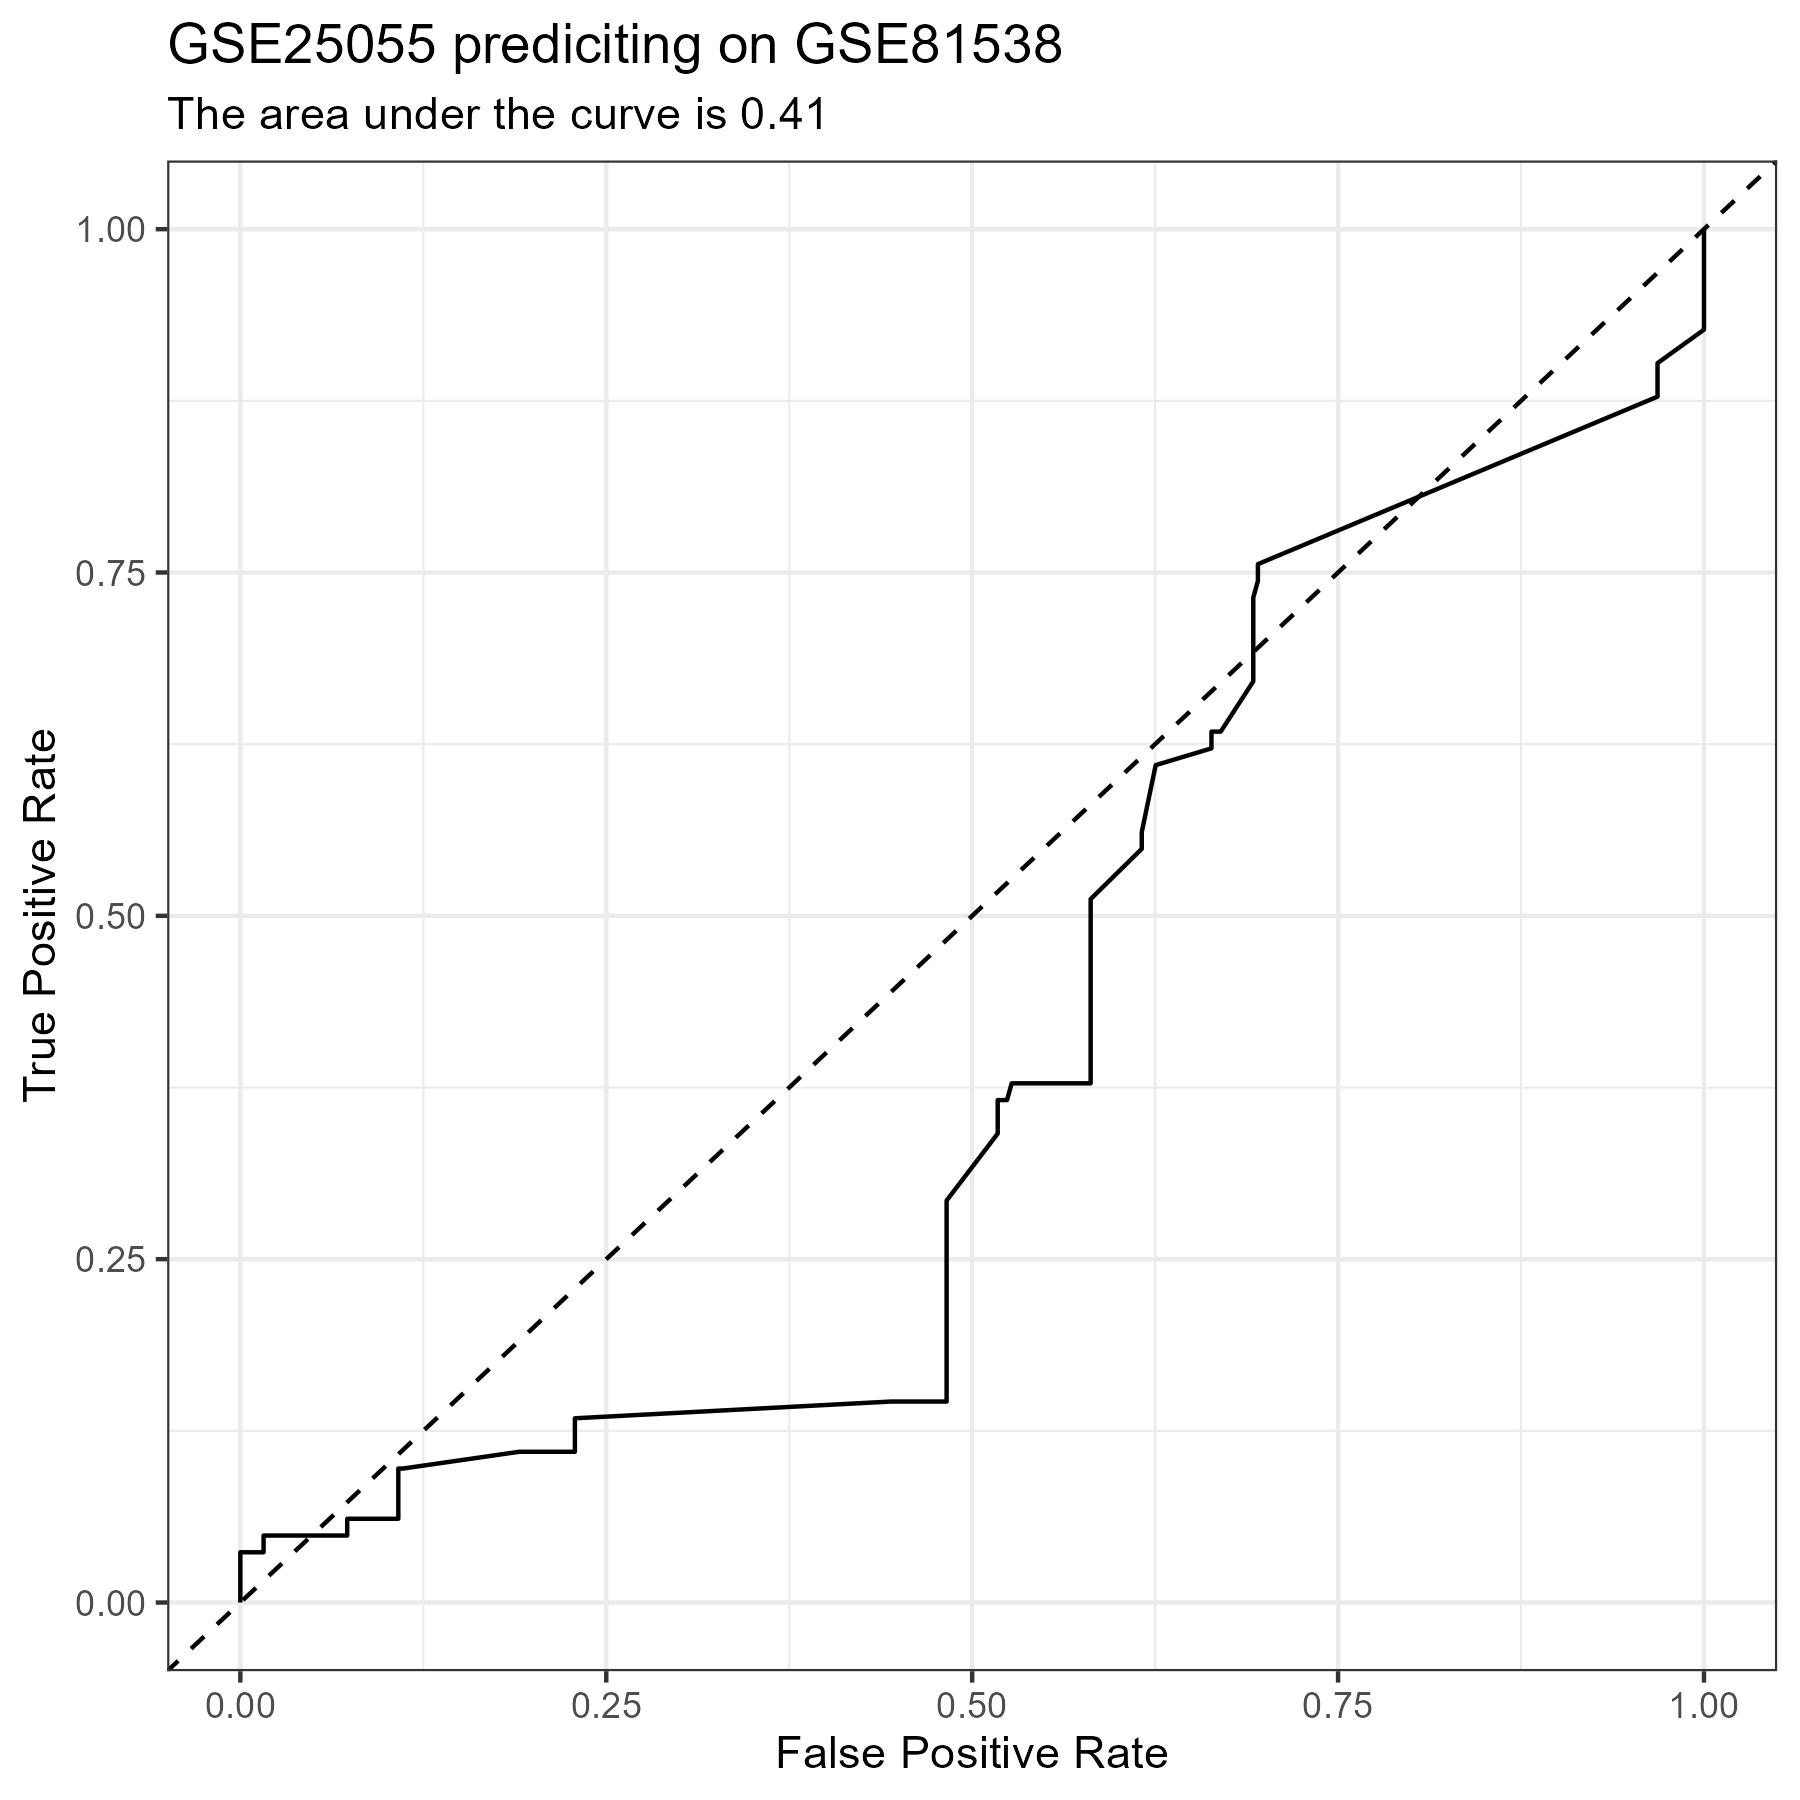 GSE25055 prediciting on GSE81538
The area under the curve is 0.41
True Positive Rate
1.00
0.75
0.50
0.25
0.00
0.00 0.25 0.50 0.75 1.00
False Positive Rate